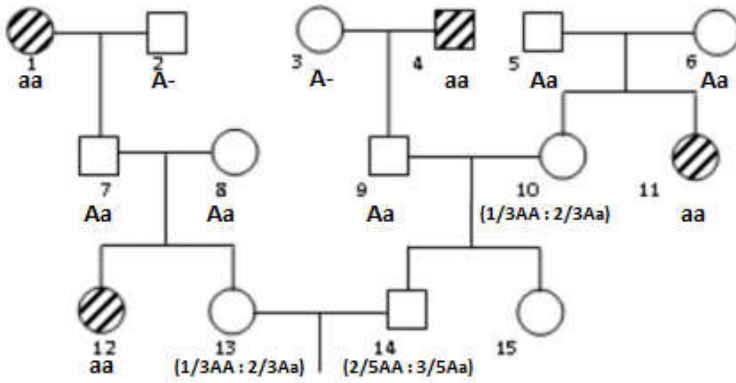 1 2 3 4 5 6
aa A- A- aa Aa Aa
7 8 9 10 11
Aa Aa Aa (1/3AA : 2/3Aa) aa
12 13 14 15
aa (1/3AA : 2/3Aa) (2/5AA : 3/5Aa)